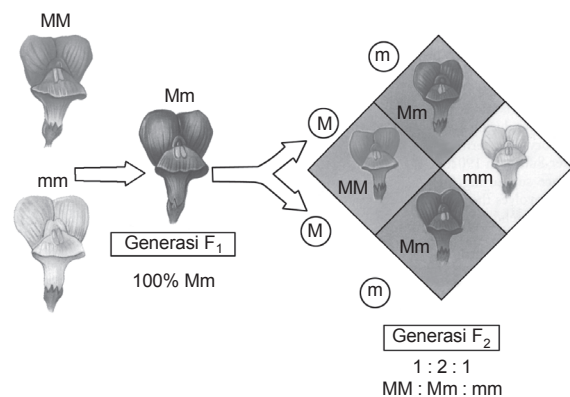 MM
mm
Mm
Generasi F₁
100% Mm
m
M
Mm
MM
mm
Mm
M
m
Generasi F₂
1 : 2 : 1
MM : Mm : mm